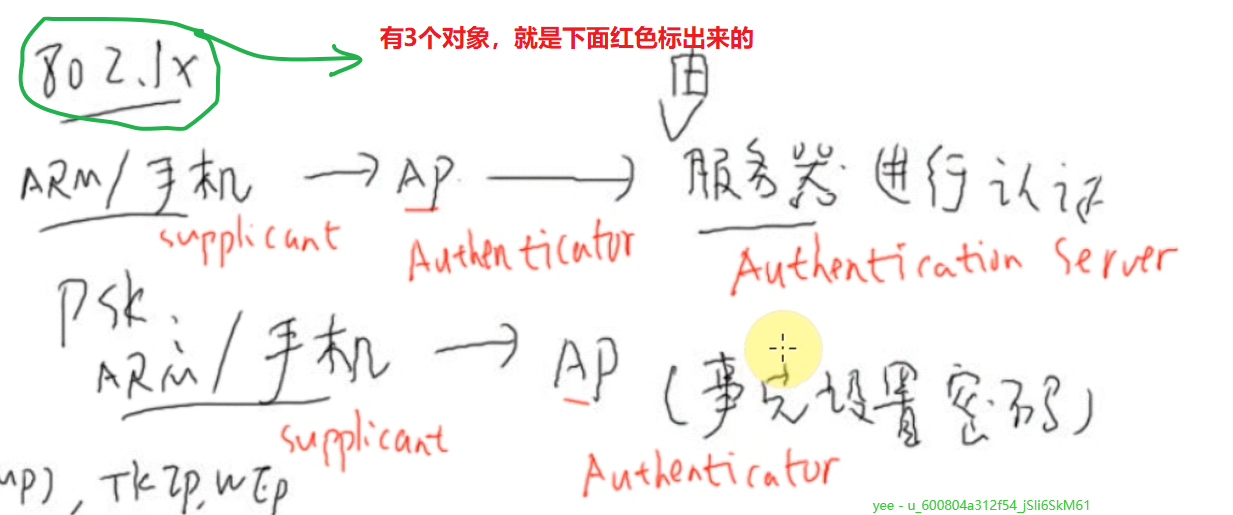 有3个对象，就是下面红色标出来的
802.1x
由
ARM/手机 → AP → 服务器 进行认证
supplicant Authenticator Authentication Server
PSK:
ARM/手机 → AP (事先设置密码)
supplicant Authenticator
mp), TKIP, WEP
yee - u_600804a312f54_jSli6SkM61